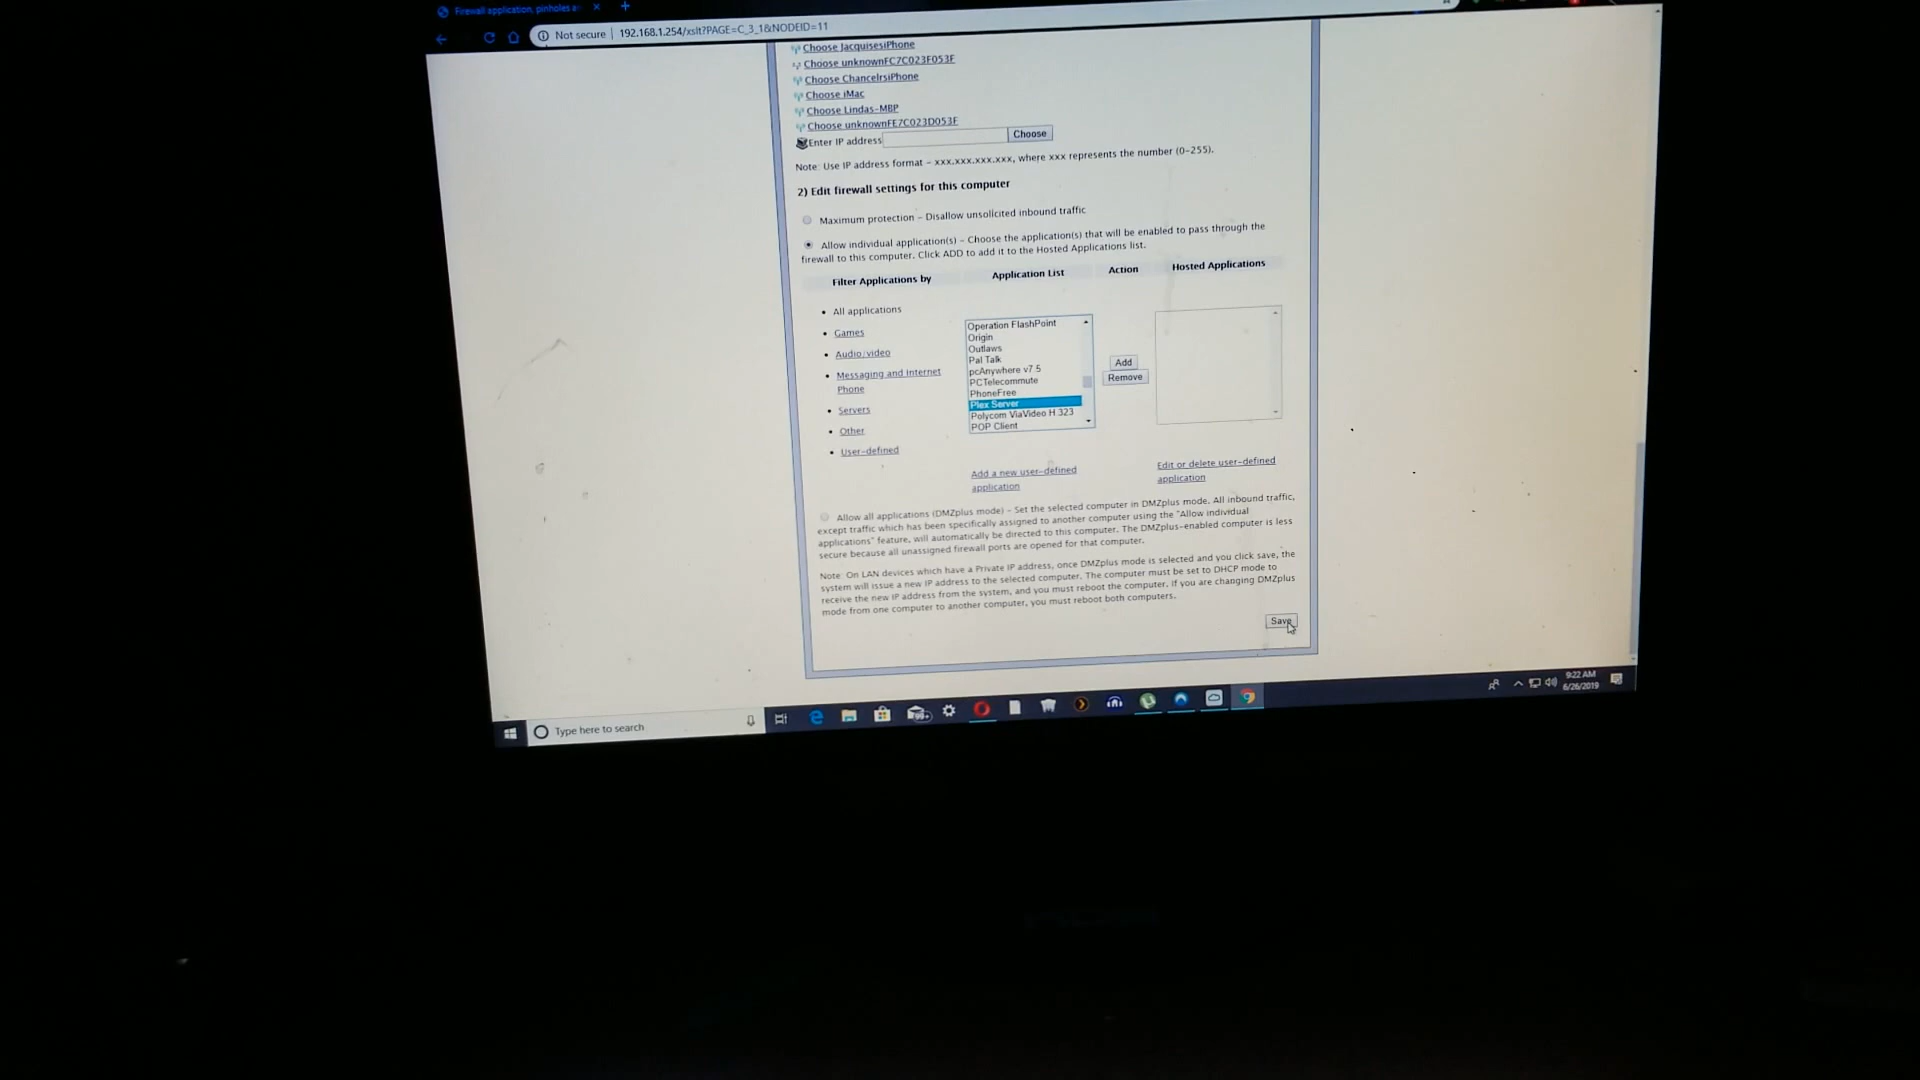 Firewall application, pinholes a
Not secure | 192.168.1.254/xslt?PAGE=C_3_1&NODEID=11
Choose JacquisesiPhone
Choose unknownFC7C023F053F
Choose ChancelrsiPhone
Choose iMac
Choose Lindas-MBP
Choose unknownFE7C023D053F
Enter IP address
Choose
Note: Use IP address format - xxx.xxx.xxx.xxx, where xxx represents the number (0-255).
2) Edit firewall settings for this computer
Maximum protection - Disallow unsolicited inbound traffic
Allow individual application(s) - Choose the application(s) that will be enabled to pass through the
firewall to this computer. Click ADD to add it to the Hosted Applications list.
Filter Applications by
Application List
Action
Hosted Applications
All applications
Games
Audio/video
Messaging and Internet
Phone
Servers
Other
User-defined
Operation FlashPoint
Origin
Outlaws
Pal Talk
pcAnywhere v7.5
PCTelecommute
PhoneFree
Plex Server
Polycom ViaVideo H.323
POP Client
Add
Remove
Add a new user-defined
application
Edit or delete user-defined
application
Allow all applications (DMZplus mode) - Set the selected computer in DMZplus mode. All inbound traffic,
except traffic which has been specifically assigned to another computer using the "Allow individual
applications" feature, will automatically be directed to this computer. The DMZplus-enabled computer is less
secure because all unassigned firewall ports are opened for that computer.
Note: On LAN devices which have a Private IP address, once DMZplus mode is selected and you click save, the
system will issue a new IP address to the selected computer. The computer must be set to DHCP mode to
receive the new IP address from the system, and you must reboot the computer. If you are changing DMZplus
mode from one computer to another computer, you must reboot both computers.
Save
Type here to search
99+
9:22 AM
6/26/2019